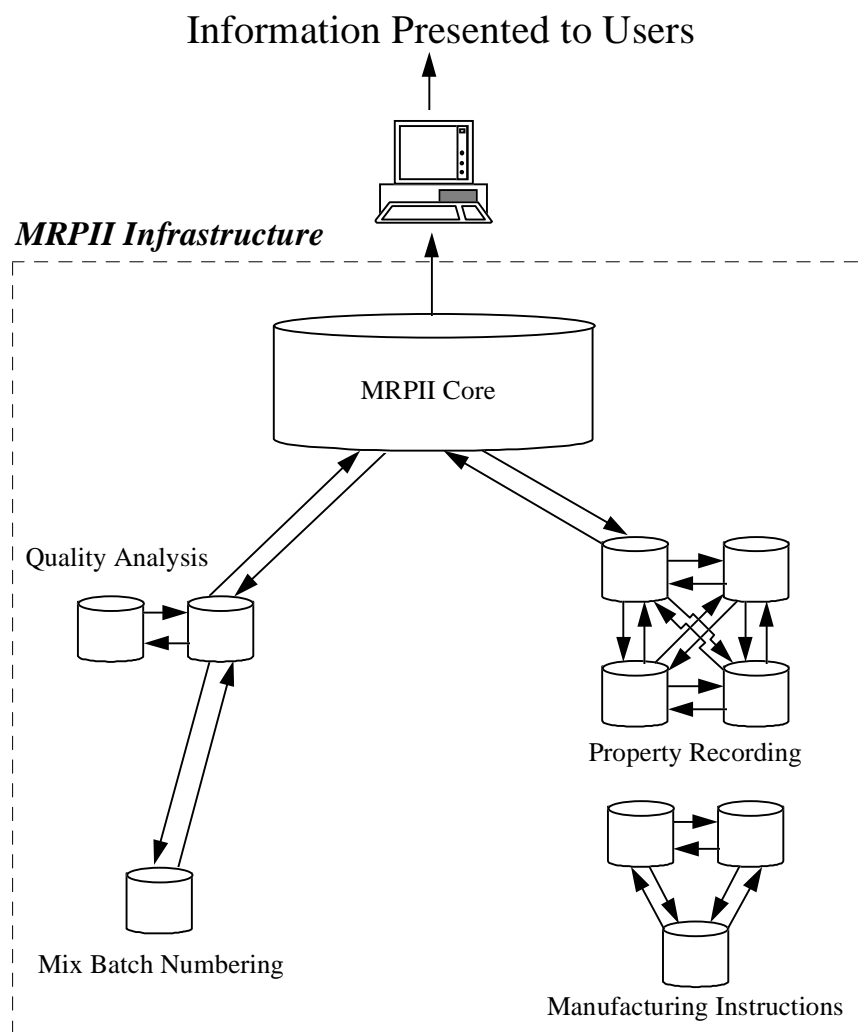 Information Presented to Users
MRPII Infrastructure
MRPII Core
Quality Analysis
Property Recording
Mix Batch Numbering
Manufacturing Instructions